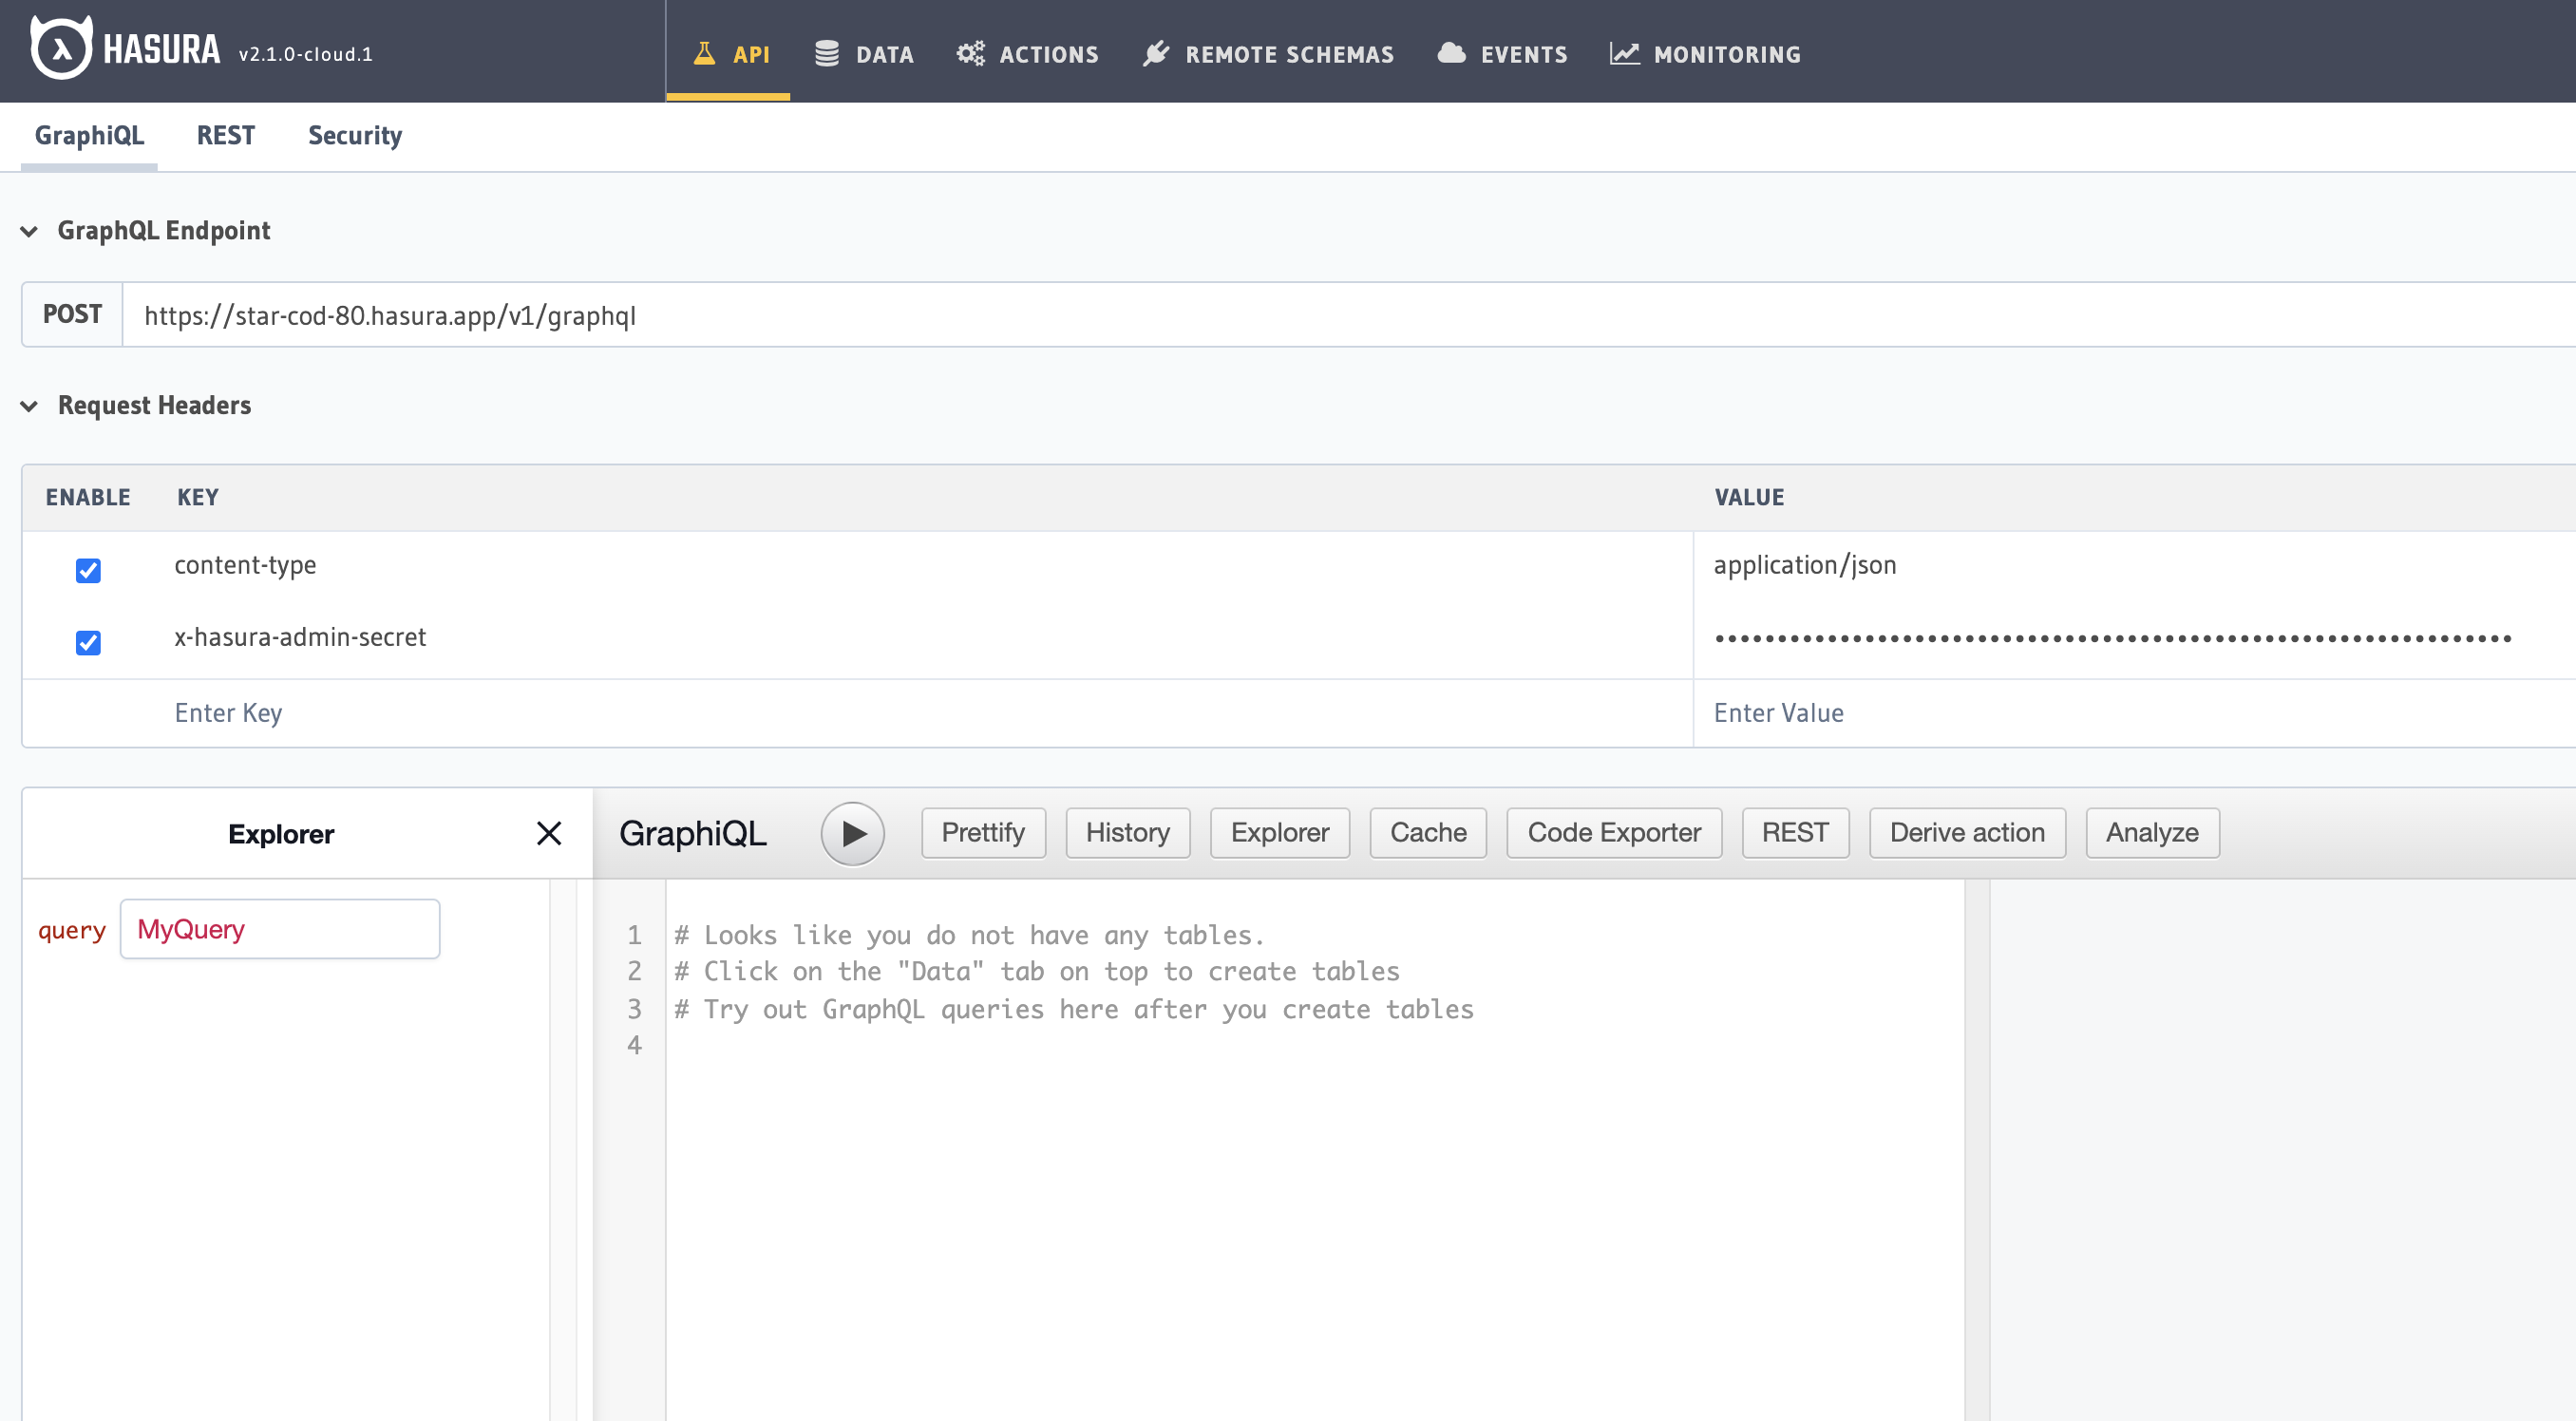 HASURA v2.1.0-cloud.1 API DATA ACTIONS REMOTE SCHEMAS EVENTS MONITORING
GraphiQL REST Security
GraphQL Endpoint
POST https://star-cod-80.hasura.app/v1/graphql
Request Headers
ENABLE KEY VALUE
content-type application/json
x-hasura-admin-secret ••••••••••••••••••••••••••••••••••••••••••••••••••••••••••••••••
Enter Key Enter Value
Explorer GraphiQL Prettify History Explorer Cache Code Exporter REST Derive action Analyze
query MyQuery
1 # Looks like you do not have any tables.
2 # Click on the "Data" tab on top to create tables
3 # Try out GraphQL queries here after you create tables
4